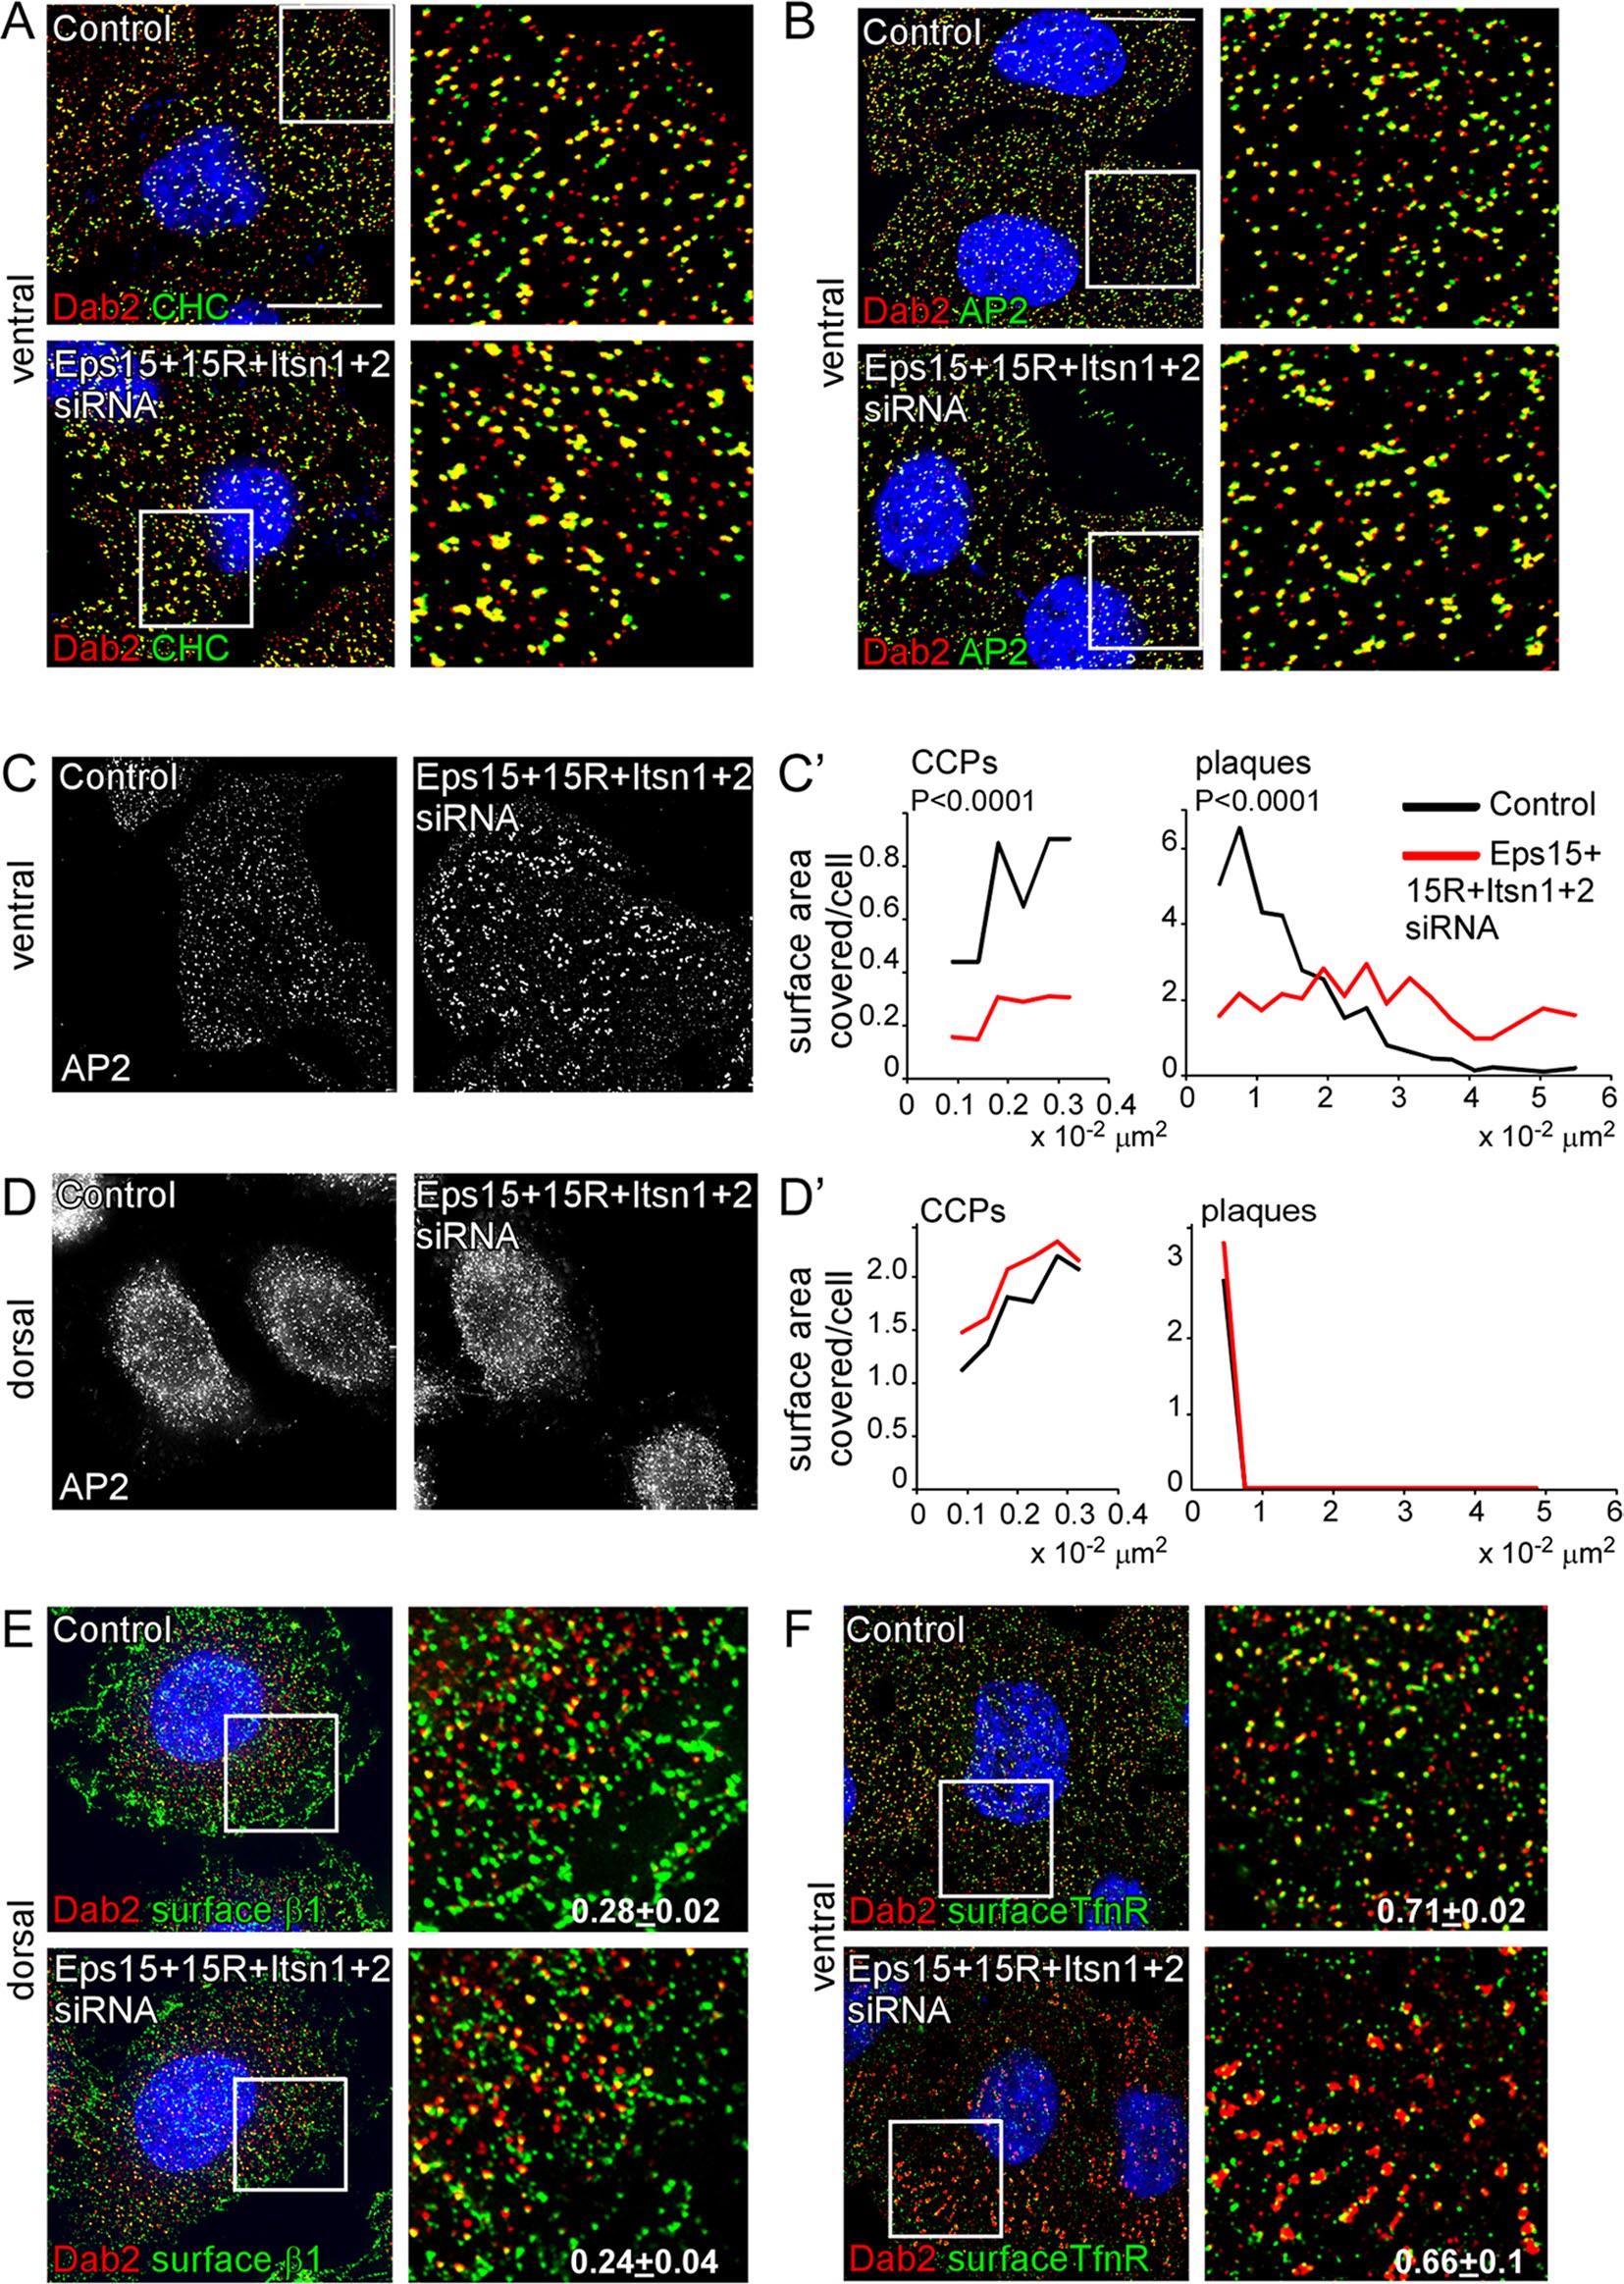 A
Control
Dab2 CHC
Eps15+15R+Itsn1+2
siRNA
Dab2 CHC
ventral
B
Control
Dab2 AP2
Eps15+15R+Itsn1+2
siRNA
Dab2 AP2
ventral
C
Control
AP2
Eps15+15R+Itsn1+2
siRNA
ventral
C’
CCPs
P<0.0001
surface area
covered/cell
0.8
0.6
0.4
0.2
0
0 0.1 0.2 0.3 0.4
x 10-2 μm2
plaques
P<0.0001
6
4
2
0
0 1 2 3 4 5 6
x 10-2 μm2
Control
Eps15+
15R+Itsn1+2
siRNA
D
Control
AP2
Eps15+15R+Itsn1+2
siRNA
dorsal
D’
CCPs
surface area
covered/cell
2.0
1.5
1.0
0.5
0
0 0.1 0.2 0.3 0.4
x 10-2 μm2
plaques
3
2
1
0
0 1 2 3 4 5 6
x 10-2 μm2
E
Control
Dab2 surface β1
0.28±0.02
Eps15+15R+Itsn1+2
siRNA
Dab2 surface β1
0.24±0.04
dorsal
F
Control
Dab2 surfaceTfnR
0.71±0.02
Eps15+15R+Itsn1+2
siRNA
Dab2 surfaceTfnR
0.66±0.1
ventral